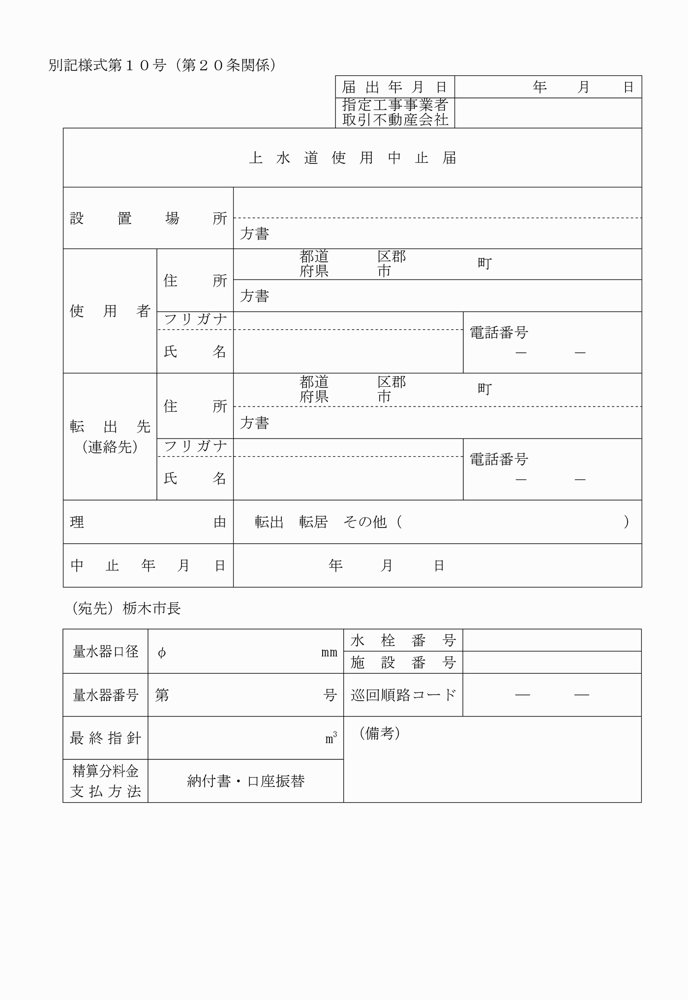 別記様式第１０号（第２０条関係）
届出年月日　年　月　日
指定工事事業者
取引不動産会社
上水道使用中止届
設置場所
方書
使用者
住所
都道　区郡　町
府県　市
方書
フリガナ
氏名
電話番号
－　－
転出先
（連絡先）
住所
都道　区郡　町
府県　市
方書
フリガナ
氏名
電話番号
－　－
理由　転出　転居　その他（　）
中止年月日　年　月　日
（宛先）栃木市長
量水器口径　φ　mm
水栓番号
施設番号
量水器番号　第　号
巡回順路コード　―　―
最終指針　m³
（備考）
精算分料金
支払方法
納付書・口座振替